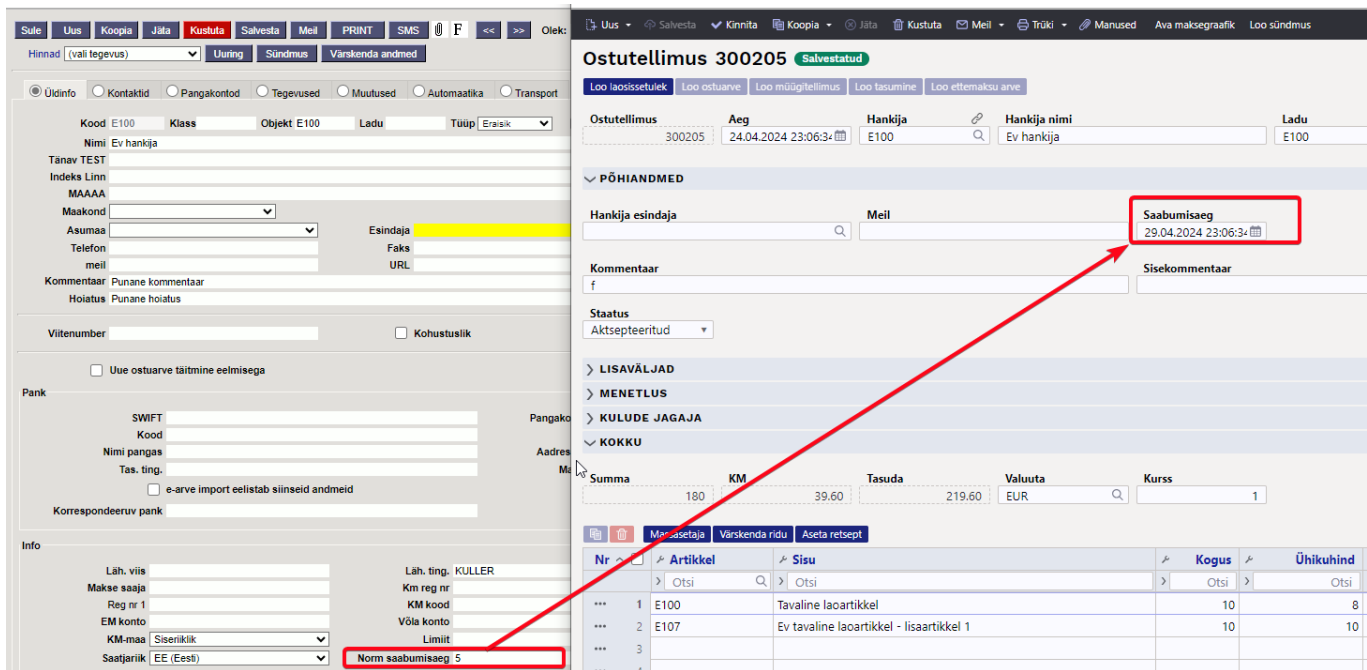 Sule Uus Koopia Jäta Kustuta Salvesta Meil PRINT SMS F << >> Olek:
Hinnad (vali tegevus) Uuring Sündmus Värskenda andmed
Üldinfo Kontaktid Pangakontod Tegevused Muutused Automaatika Transport
Kood E100 Klass Objekt E100 Ladu Tüüp Eraisik
Nimi Ev hankija
Tänav TEST
Indeks Linn
MAAAA
Maakond
Asumaa Esindaja
Telefon Faks
meil URL
Kommentaar Punane kommentaar
Hoiatus Punane hoiatus
Viitenumber Kohustuslik
Uue ostuarve täitmine eelmisega
Pank
SWIFT Pangako
Kood
Nimi pangas Aadres
Tas. ting. Ma
e-arve import eelistab siinseid andmeid
Korrespondeeruv pank
Info
Läh. viis Läh. ting. KULLER
Makse saaja Km reg nr
Reg nr 1 KM kood
EM konto Võla konto
KM-maa Siseriiklik Limiit
Saatjariik EE (Eesti) Norm saabumisaeg 5
Uus Salvesta Kinnita Koopia Jäta Kustuta Meil Trüki Manused Ava maksegraafik Loo sündmus
Ostutellimus 300205 Salvestatud
Loo laosissetulek Loo ostuarve Loo müügitellimus Loo tasumine Loo ettemaksu arve
Ostutellimus Aeg Hankija Hankija nimi Ladu
300205 24.04.2024 23:06:34 E100 Ev hankija E100
PÕHIANDMED
Hankija esindaja Meil Saabumisaeg
29.04.2024 23:06:34
Kommentaar Sisekommentaar
f
Staatus
Aktsepteeritud
LISAVÄLJAD
MENETLUS
KULUDE JAGAJA
KOKKU
Summa KM Tasuda Valuuta Kurss
180 39.60 219.60 EUR 1
Massasetaja Värskenda ridu Aseta retsept
Nr Artikkel Sisu Kogus Ühikuhind
Otsi Otsi Otsi Otsi
1 E100 Tavaline laoartikkel 10 8
2 E107 Ev tavaline laoartikkel - lisaartikkel 1 10 10
3